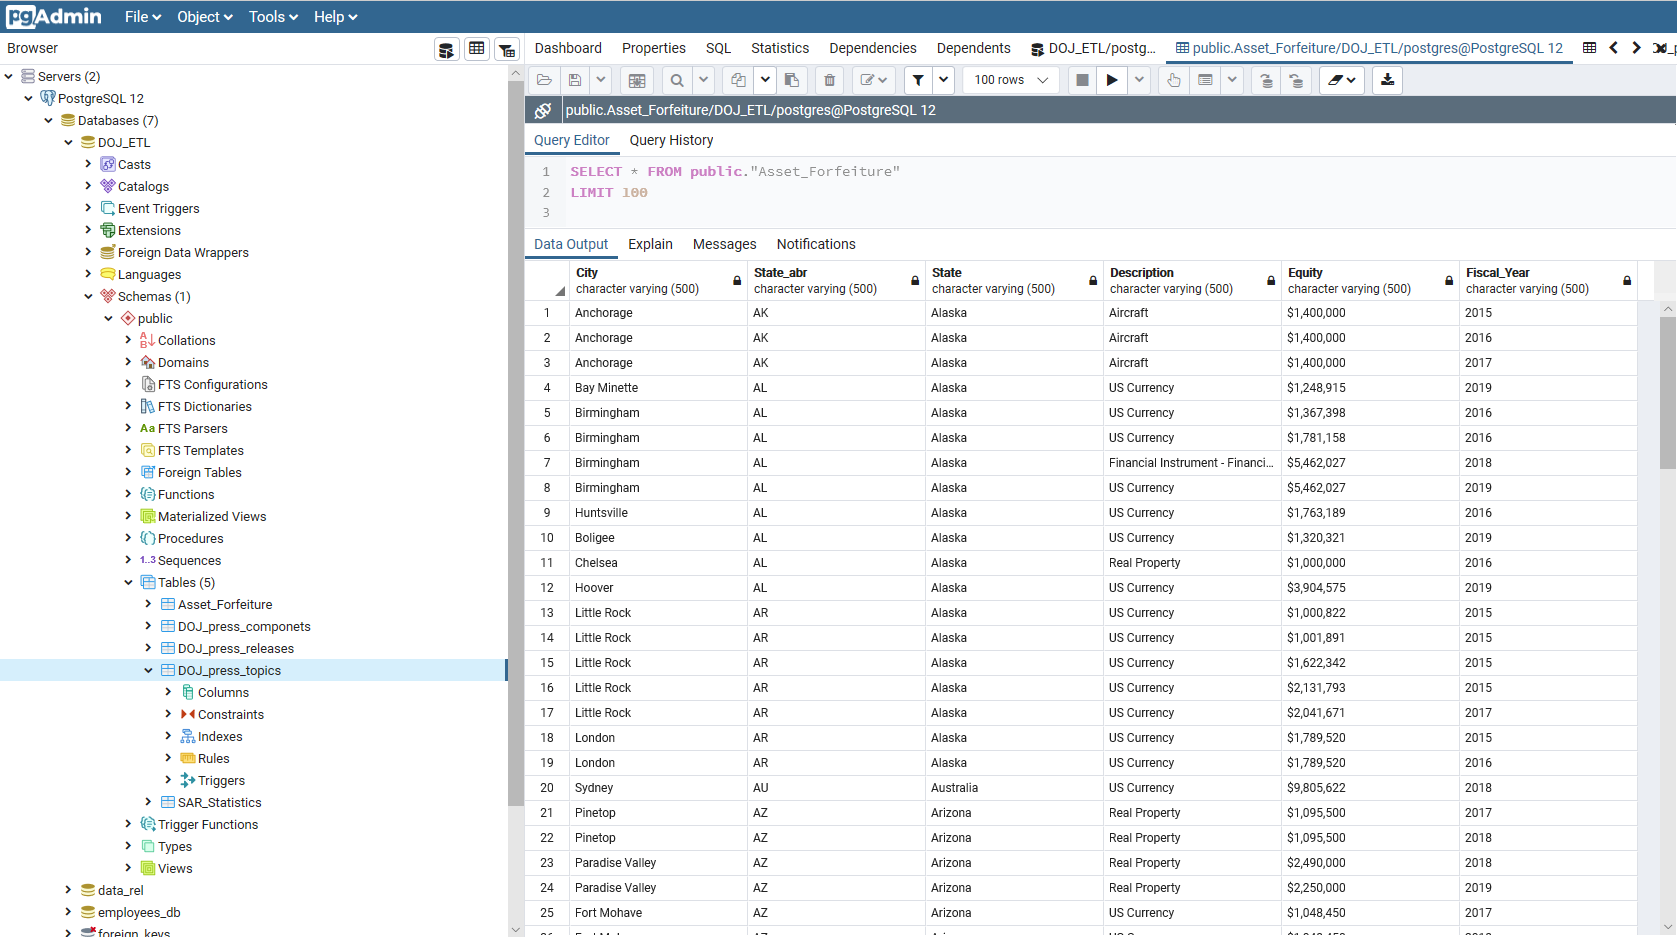 pgAdmin File Object Tools Help
Browser
Dashboard Properties SQL Statistics Dependencies Dependents DOJ_ETL/postg... public.Asset_Forfeiture/DOJ_ETL/postgres@PostgreSQL 12
Servers (2)
PostgreSQL 12
Databases (7)
DOJ_ETL
Casts
Catalogs
Event Triggers
Extensions
Foreign Data Wrappers
Languages
Schemas (1)
public
Collations
Domains
FTS Configurations
FTS Dictionaries
Aa FTS Parsers
FTS Templates
Foreign Tables
Functions
Materialized Views
Procedures
1..3 Sequences
Tables (5)
Asset_Forfeiture
DOJ_press_componets
DOJ_press_releases
DOJ_press_topics
Columns
Constraints
Indexes
Rules
Triggers
SAR_Statistics
Trigger Functions
Types
Views
data_rel
employees_db
foreign_keys
100 rows
public.Asset_Forfeiture/DOJ_ETL/postgres@PostgreSQL 12
Query Editor Query History
1 SELECT * FROM public."Asset_Forfeiture"
2 LIMIT 100
3
Data Output Explain Messages Notifications
City State_abr State Description Equity Fiscal_Year
character varying (500) character varying (500) character varying (500) character varying (500) character varying (500) character varying (500)
1 Anchorage AK Alaska Aircraft $1,400,000 2015
2 Anchorage AK Alaska Aircraft $1,400,000 2016
3 Anchorage AK Alaska Aircraft $1,400,000 2017
4 Bay Minette AL Alaska US Currency $1,248,915 2019
5 Birmingham AL Alaska US Currency $1,367,398 2016
6 Birmingham AL Alaska US Currency $1,781,158 2016
7 Birmingham AL Alaska Financial Instrument - Financi... $5,462,027 2018
8 Birmingham AL Alaska US Currency $5,462,027 2019
9 Huntsville AL Alaska US Currency $1,763,189 2016
10 Boligee AL Alaska US Currency $1,320,321 2019
11 Chelsea AL Alaska Real Property $1,000,000 2016
12 Hoover AL Alaska US Currency $3,904,575 2019
13 Little Rock AR Alaska US Currency $1,000,822 2015
14 Little Rock AR Alaska US Currency $1,001,891 2015
15 Little Rock AR Alaska US Currency $1,622,342 2015
16 Little Rock AR Alaska US Currency $2,131,793 2015
17 Little Rock AR Alaska US Currency $2,041,671 2017
18 London AR Alaska US Currency $1,789,520 2015
19 London AR Alaska US Currency $1,789,520 2016
20 Sydney AU Australia US Currency $9,805,622 2018
21 Pinetop AZ Arizona Real Property $1,095,500 2017
22 Pinetop AZ Arizona Real Property $1,095,500 2018
23 Paradise Valley AZ Arizona Real Property $2,490,000 2018
24 Paradise Valley AZ Arizona Real Property $2,250,000 2019
25 Fort Mohave AZ Arizona US Currency $1,048,450 2017